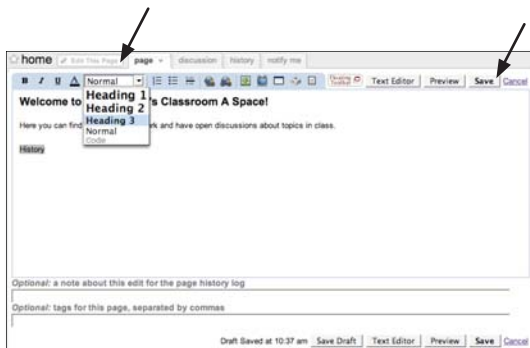 home Edit This Page page discussion history notify me
B I U A Normal Text Editor Preview Save Cancel
Heading 1
Heading 2
Heading 3
Normal
Code
Welcome to 's Classroom A Space!
Here you can find rk and have open discussions about topics in class.
History
Optional: a note about this edit for the page history log
Optional: tags for this page, separated by commas
Draft Saved at 10:37 am Save Draft Text Editor Preview Save Cancel